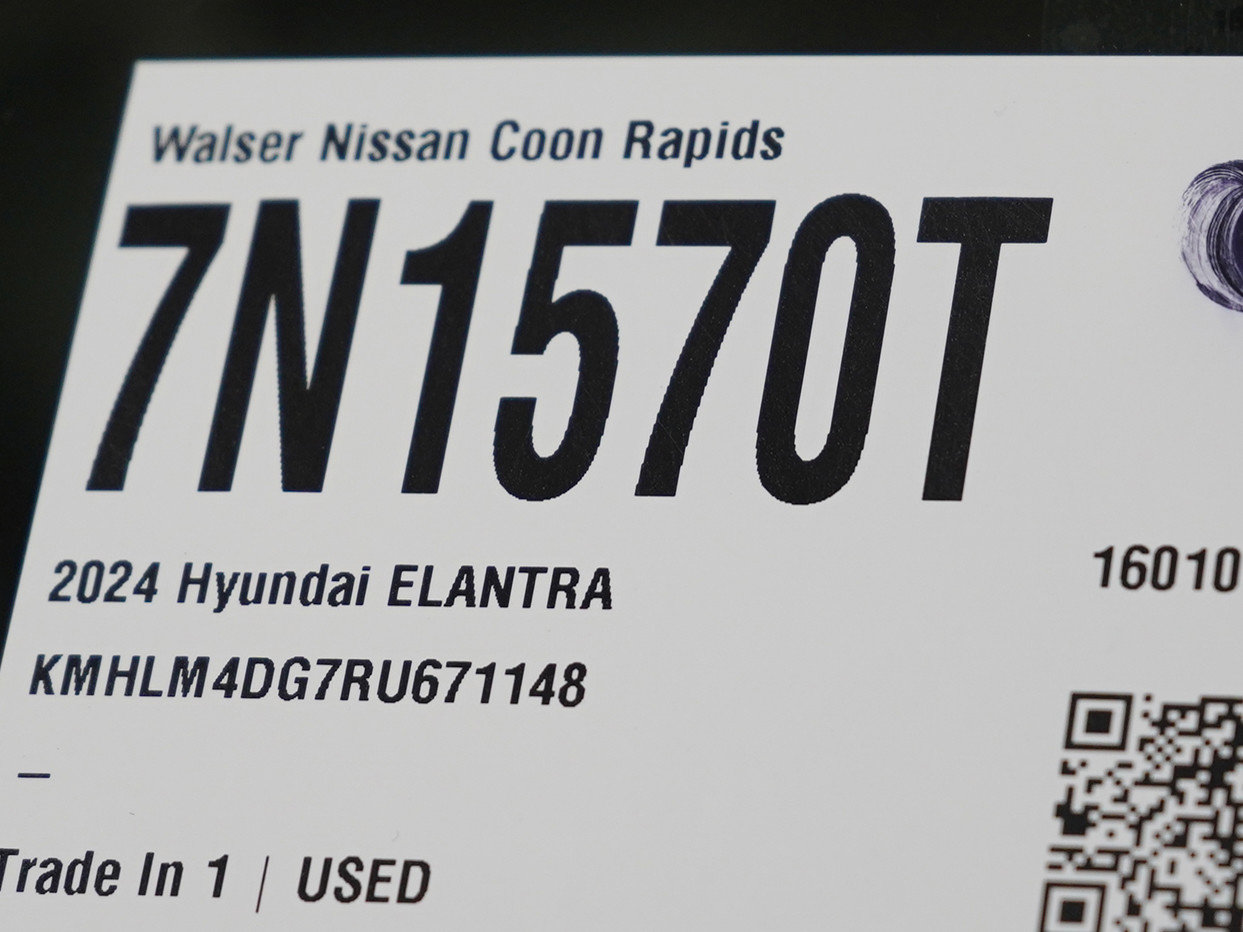 Walser Nissan Coon Rapids
7N1570T
2024 Hyundai ELANTRA
16010
KMHLM4DG7RU671148
–
Trade In 1 | USED